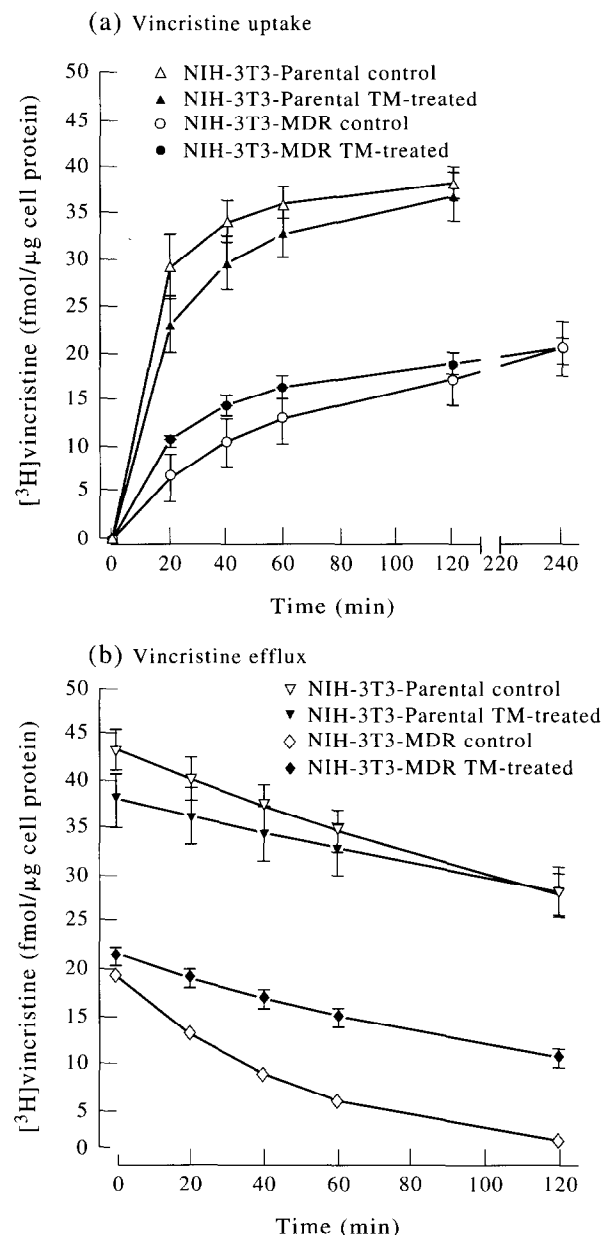 (a) Vincristine uptake
50
45
40
35
30
25
20
15
10
5
0
[³H]vincristine (fmol/μg cell protein)
NIH-3T3-Parental control
NIH-3T3-Parental TM-treated
NIH-3T3-MDR control
NIH-3T3-MDR TM-treated
0 20 40 60 80 100 120 220 240
Time (min)
(b) Vincristine efflux
50
45
40
35
30
25
20
15
10
5
0
[³H]vincristine (fmol/μg cell protein)
NIH-3T3-Parental control
NIH-3T3-Parental TM-treated
NIH-3T3-MDR control
NIH-3T3-MDR TM-treated
0 20 40 60 80 100 120
Time (min)